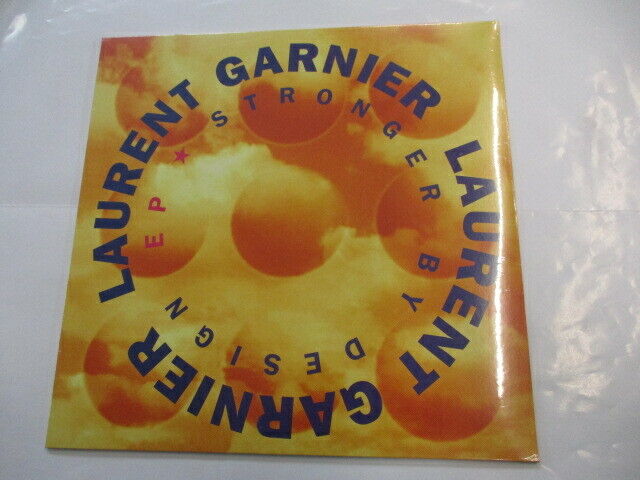 LAURENT GARNIER LAURENT GARNIER
STRONGER BY DESIGN EP ★